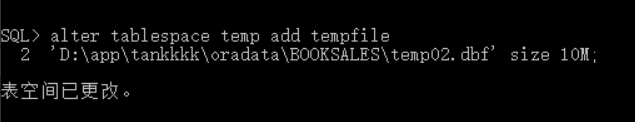 SQL> alter tablespace temp add tempfile
2 'D:\app\tankkkk\oradata\BOOKSALES\temp02.dbf' size 10M;
表空间已更改。